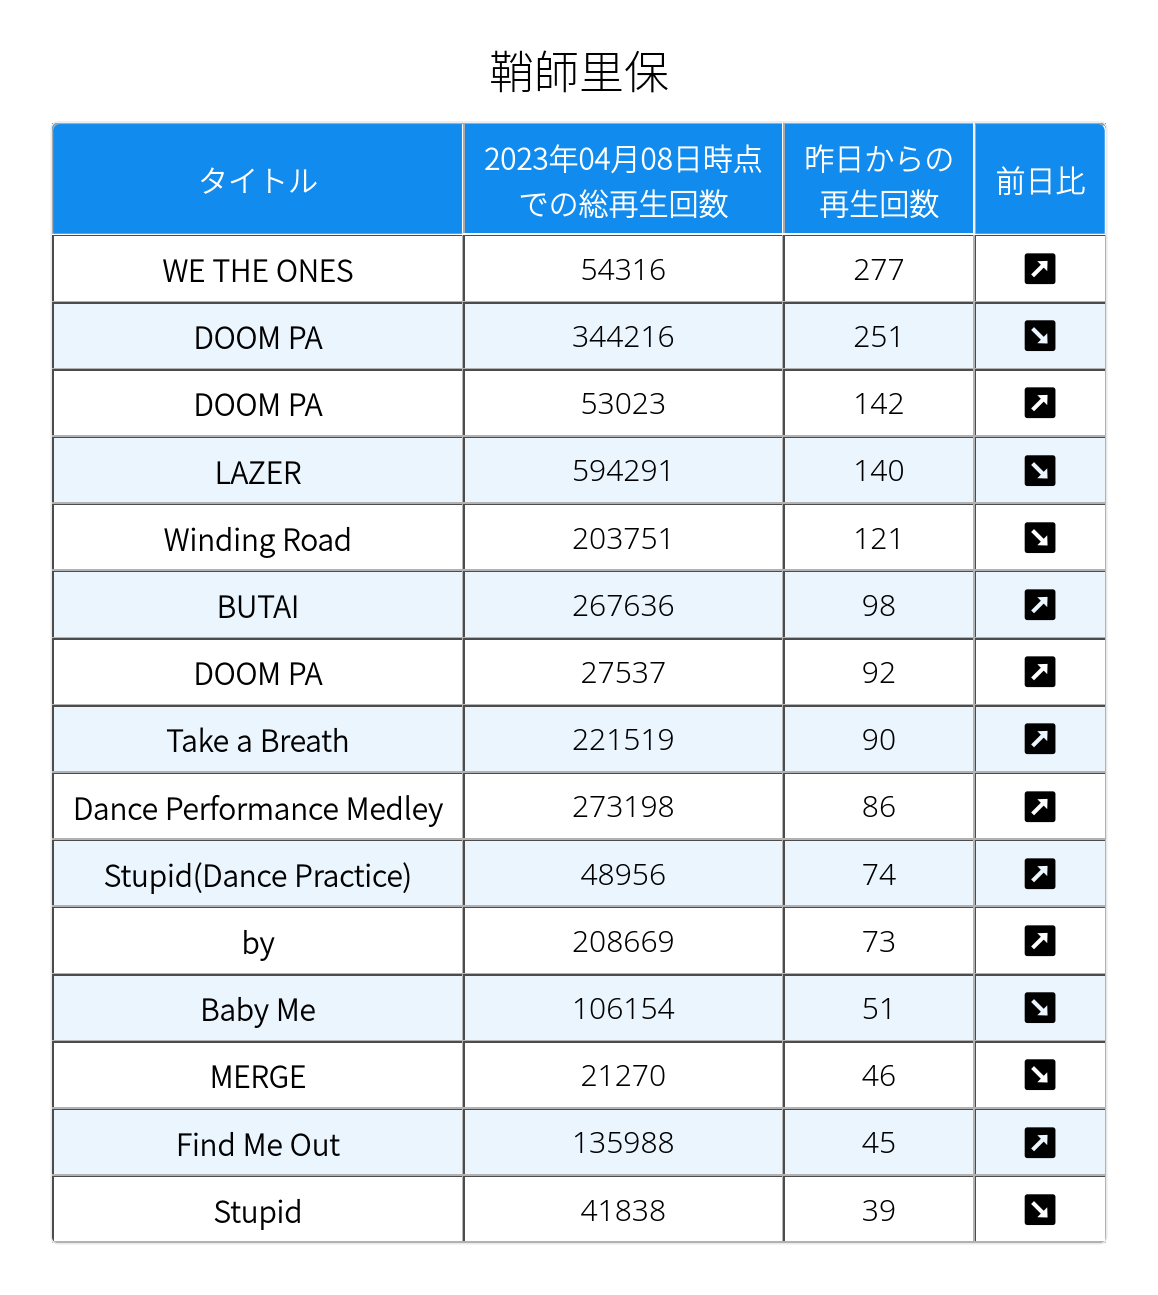 鞘師里保
タイトル
2023年04月08日時点
での総再生回数
昨日からの
再生回数
前日比
WE THE ONES 54316 277
DOOM PA 344216 251
DOOM PA 53023 142
LAZER 594291 140
Winding Road 203751 121
BUTAI 267636 98
DOOM PA 27537 92
Take a Breath 221519 90
Dance Performance Medley 273198 86
Stupid(Dance Practice) 48956 74
by 208669 73
Baby Me 106154 51
MERGE 21270 46
Find Me Out 135988 45
Stupid 41838 39